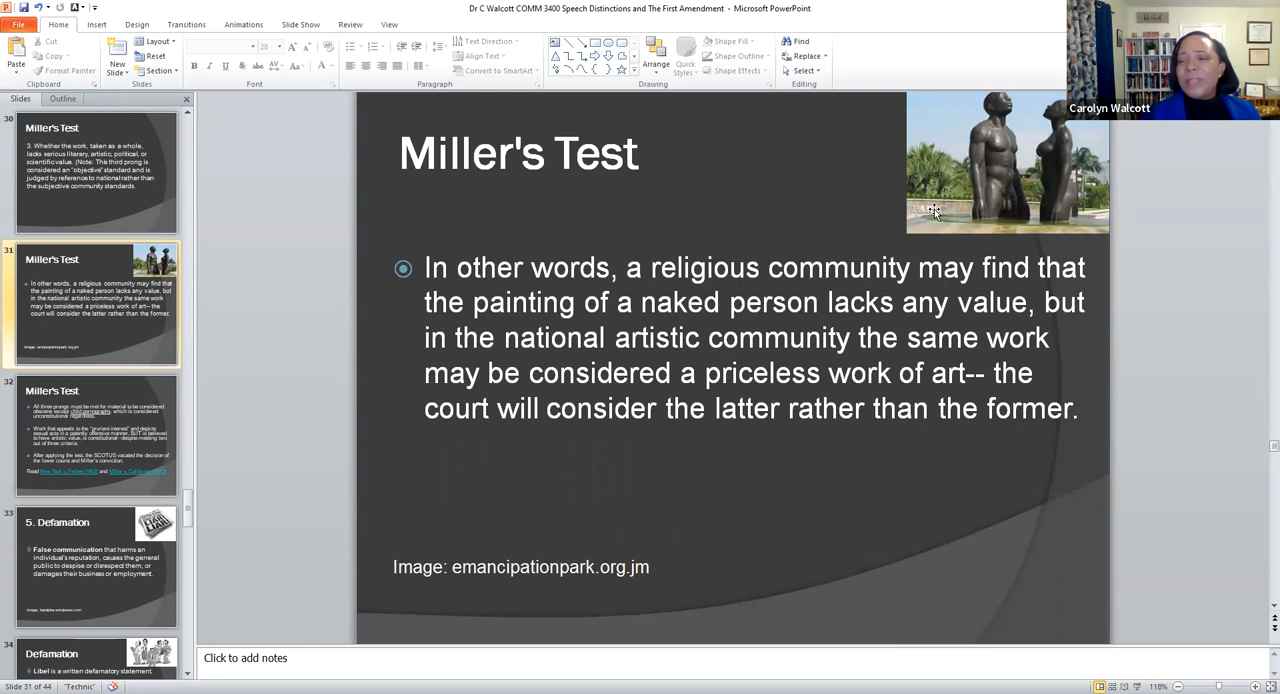 Dr C Walcott COMM 3400 Speech Distinctions and The First Amendment - Microsoft PowerPoint
File Home Insert Design Transitions Animations Slide Show Review View
Paste
Cut
Copy
Format Painter
Clipboard
New
Slide
Layout
Reset
Section
Slides
28
Font
Text Direction
Align Text
Convert to SmartArt
Paragraph
Arrange
Quick
Styles
Shape Fill
Shape Outline
Shape Effects
Drawing
Find
Replace
Select
Editing
Carolyn Walcott
Slides Outline
30
Miller's Test
3. Whether the work, taken as a whole,
lacks serious literary, artistic, political, or
scientific value. (Note: This third prong is
considered an "objective" standard and is
judged by reference to national rather than
the subjective community standards.
31
Miller's Test
In other words, a religious community may find that
the painting of a naked person lacks any value, but
in the national artistic community the same work
may be considered a priceless work of art-- the
court will consider the latter rather than the former.
Image: emancipationpark.org.jm
32
Miller's Test
All three prongs must be met for material to be considered
obscene except child pornography, which is considered
unconstitutional regardless.
Work that appeals to the "prurient interest" and depicts
sexual acts in a patently offensive manner, BUT is believed
to have artistic value, is constitutional--despite meeting two
out of three criteria.
After applying the test, the SCOTUS vacated the decision of
the lower courts and Miller's conviction.
Read New York v. Ferber (1982) and Miller v. California (1973)
33
5. Defamation
False communication that harms an
individual's reputation, causes the general
public to despise or disrespect them, or
damages their business or employment.
34
Defamation
Libel is a written defamatory statement.
Miller's Test
In other words, a religious community may find that
the painting of a naked person lacks any value, but
in the national artistic community the same work
may be considered a priceless work of art-- the
court will consider the latter rather than the former.
Image: emancipationpark.org.jm
Click to add notes
Slide 31 of 44 "Technic" 118%